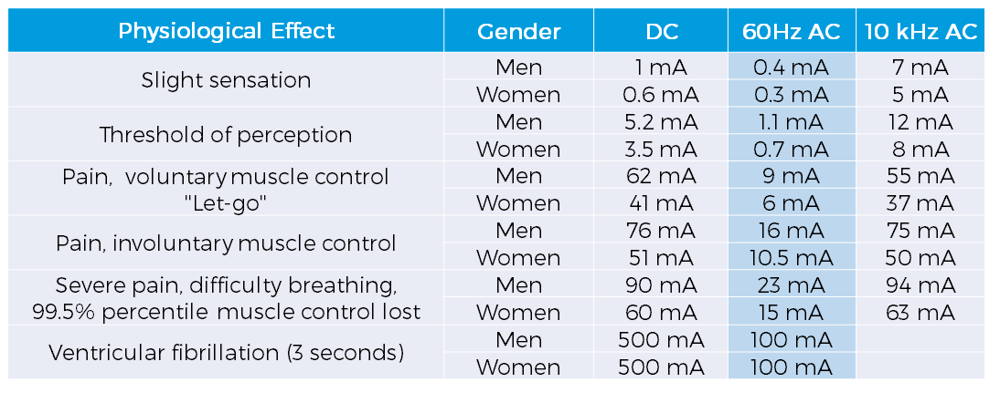 Physiological Effect Gender DC 60Hz AC 10 kHz AC
Slight sensation Men 1 mA 0.4 mA 7 mA
Women 0.6 mA 0.3 mA 5 mA
Threshold of perception Men 5.2 mA 1.1 mA 12 mA
Women 3.5 mA 0.7 mA 8 mA
Pain, voluntary muscle control Men 62 mA 9 mA 55 mA
"Let-go" Women 41 mA 6 mA 37 mA
Pain, involuntary muscle control Men 76 mA 16 mA 75 mA
Women 51 mA 10.5 mA 50 mA
Severe pain, difficulty breathing, Men 90 mA 23 mA 94 mA
99.5% percentile muscle control lost Women 60 mA 15 mA 63 mA
Ventricular fibrillation (3 seconds) Men 500 mA 100 mA
Women 500 mA 100 mA